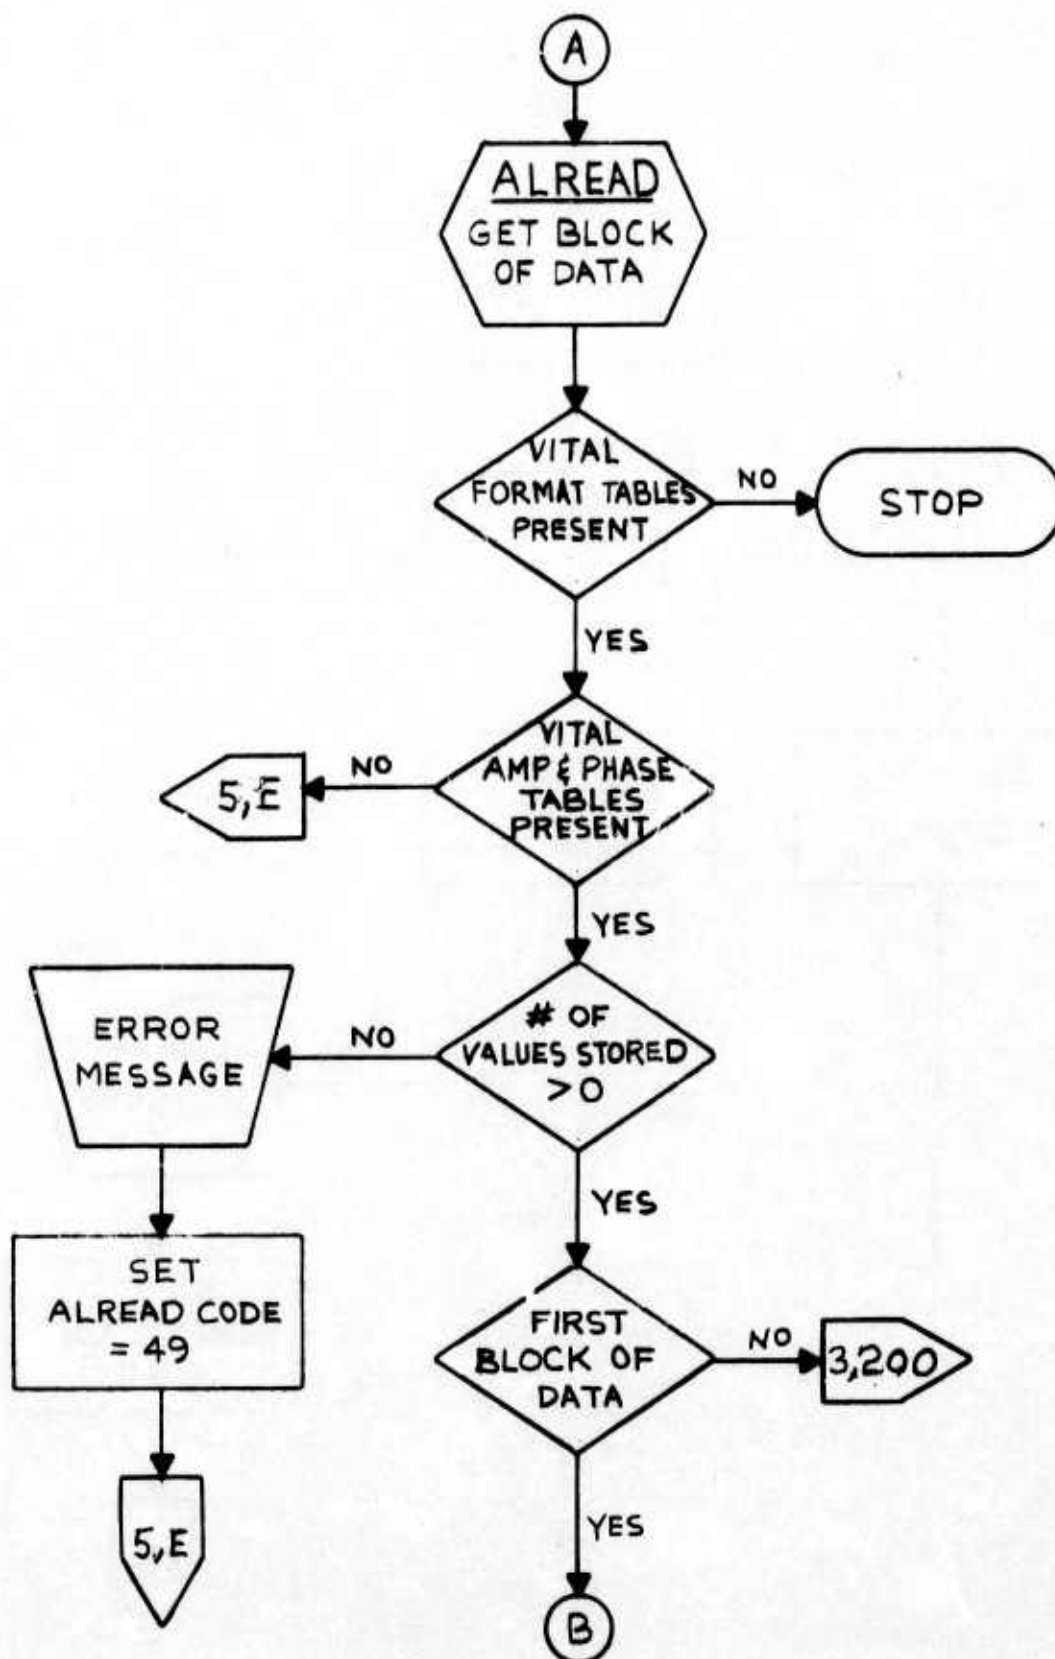 A
ALREAD
GET BLOCK
OF DATA
VITAL
FORMAT TABLES
PRESENT
NO
STOP
YES
VITAL
AMP & PHASE
TABLES
PRESENT
NO
5,E
YES
# OF
VALUES STORED
>0
NO
ERROR
MESSAGE
SET
ALREAD CODE
= 49
5,E
YES
FIRST
BLOCK OF
DATA
NO
3,200
YES
B